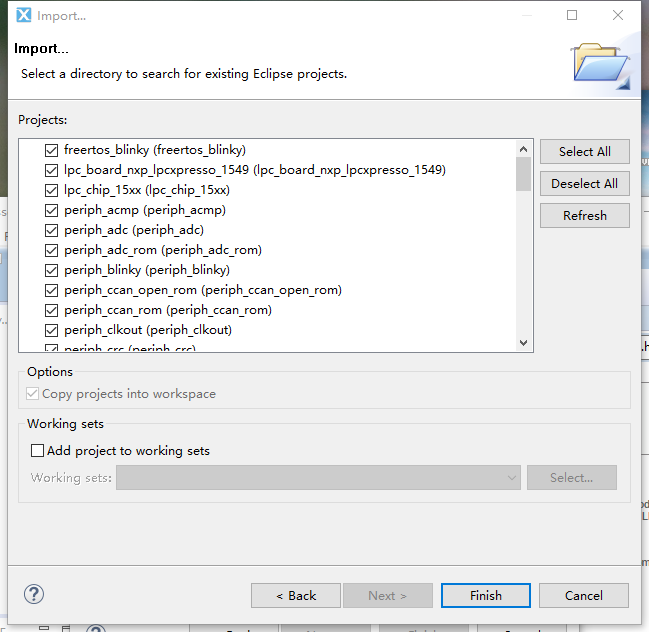 Import...
Import...
Select a directory to search for existing Eclipse projects.
Projects:
freertos_blinky (freertos_blinky)
lpc_board_nxp_lpcxpresso_1549 (lpc_board_nxp_lpcxpresso_1549)
lpc_chip_15xx (lpc_chip_15xx)
periph_acmp (periph_acmp)
periph_adc (periph_adc)
periph_adc_rom (periph_adc_rom)
periph_blinky (periph_blinky)
periph_ccan_open_rom (periph_ccan_open_rom)
periph_ccan_rom (periph_ccan_rom)
periph_clkout (periph_clkout)
periph_crc (periph_crc)
Select All
Deselect All
Refresh
Options
Copy projects into workspace
Working sets
Add project to working sets
Working sets:
Select...
?
< Back
Next >
Finish
Cancel